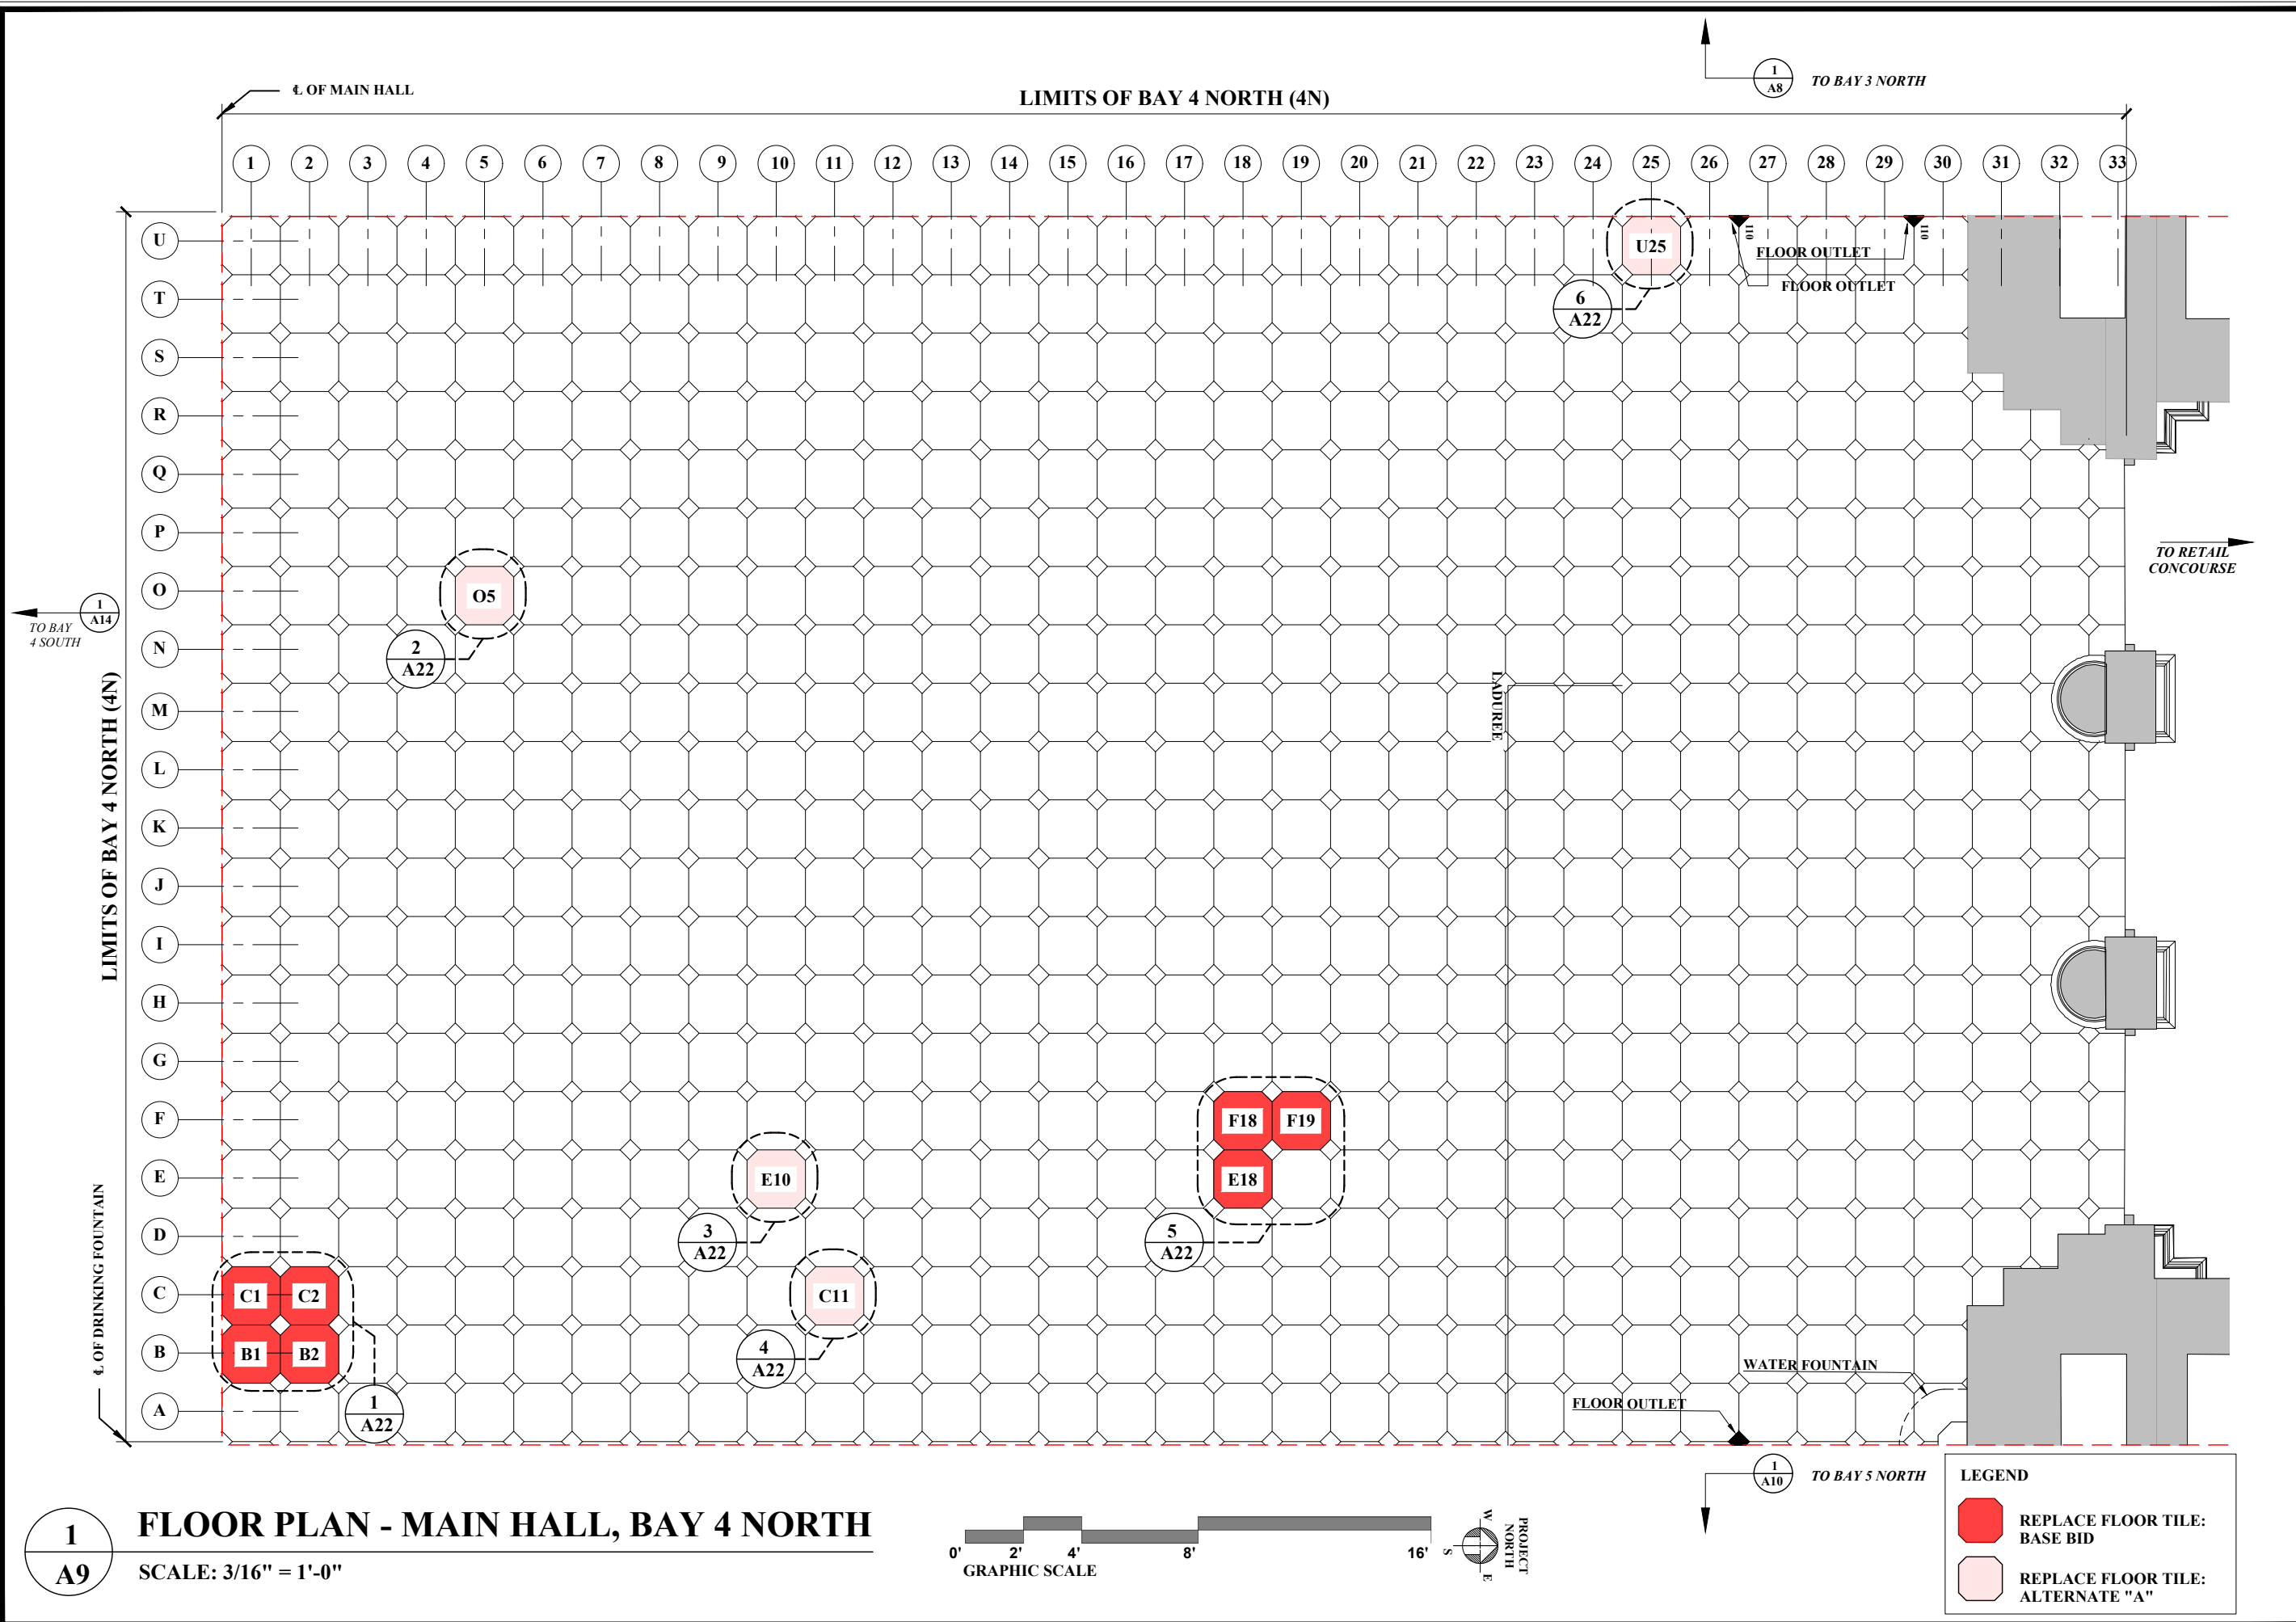 ℄ OF MAIN HALL
LIMITS OF BAY 4 NORTH (4N)
1
A8
TO BAY 3 NORTH
1 2 3 4 5 6 7 8 9 10 11 12 13 14 15 16 17 18 19 20 21 22 23 24 25 26 27 28 29 30 31 32 33
U
T
S
R
Q
P
O
N
M
L
K
J
I
H
G
F
E
D
C
B
A
U25
6
A22
110
110
FLOOR OUTLET
FLOOR OUTLET
TO RETAIL
CONCOURSE
O5
2
A22
1
A14
TO BAY
4 SOUTH
LIMITS OF BAY 4 NORTH (4N)
LADUREE
F18 F19
E18
5
A22
E10
3
A22
C11
4
A22
C1 C2
B1 B2
1
A22
℄ OF DRINKING FOUNTAIN
WATER FOUNTAIN
FLOOR OUTLET
1
A10
TO BAY 5 NORTH
1
A9
FLOOR PLAN - MAIN HALL, BAY 4 NORTH
SCALE: 3/16" = 1'-0"
0' 2' 4' 8' 16'
GRAPHIC SCALE
W
S
E
PROJECT
NORTH
LEGEND
REPLACE FLOOR TILE:
BASE BID
REPLACE FLOOR TILE:
ALTERNATE "A"